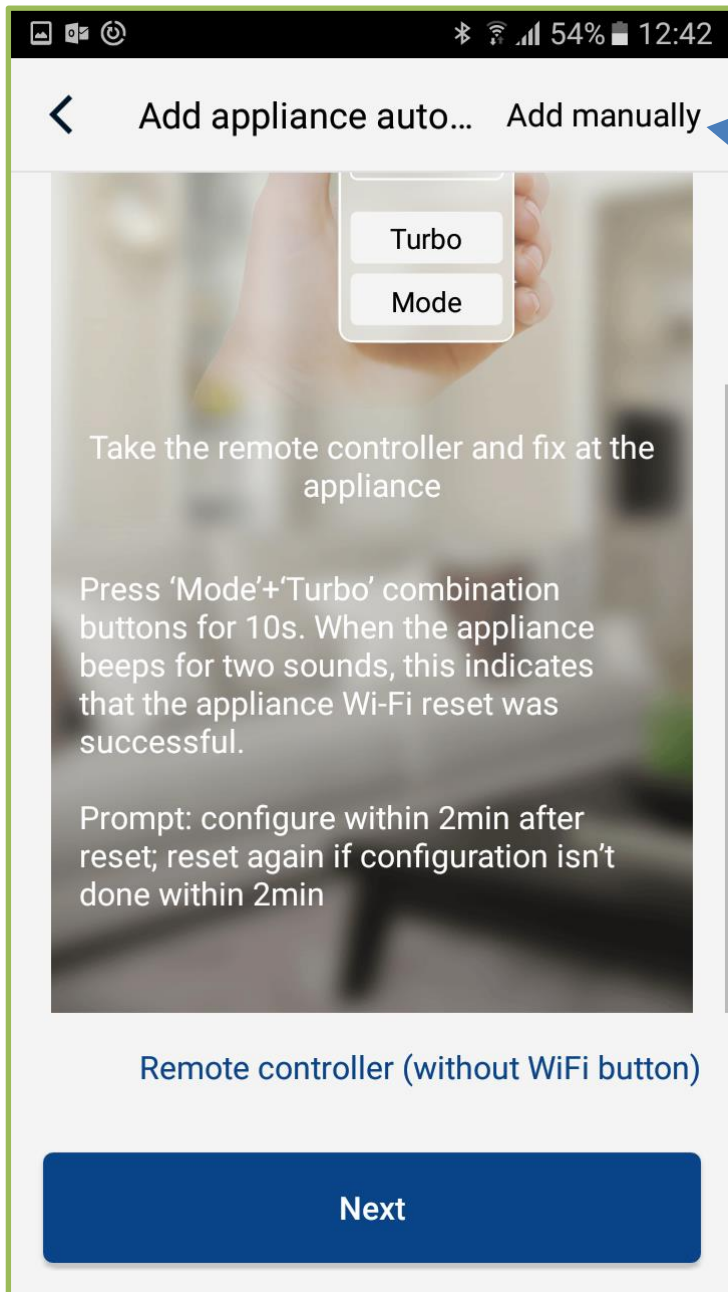 54% 12:42
Add appliance auto... Add manually
Turbo
Mode
Take the remote controller and fix at the
appliance
Press ‘Mode’+‘Turbo’ combination
buttons for 10s. When the appliance
beeps for two sounds, this indicates
that the appliance Wi-Fi reset was
successful.
Prompt: configure within 2min after
reset; reset again if configuration isn’t
done within 2min
Remote controller (without WiFi button)
Next